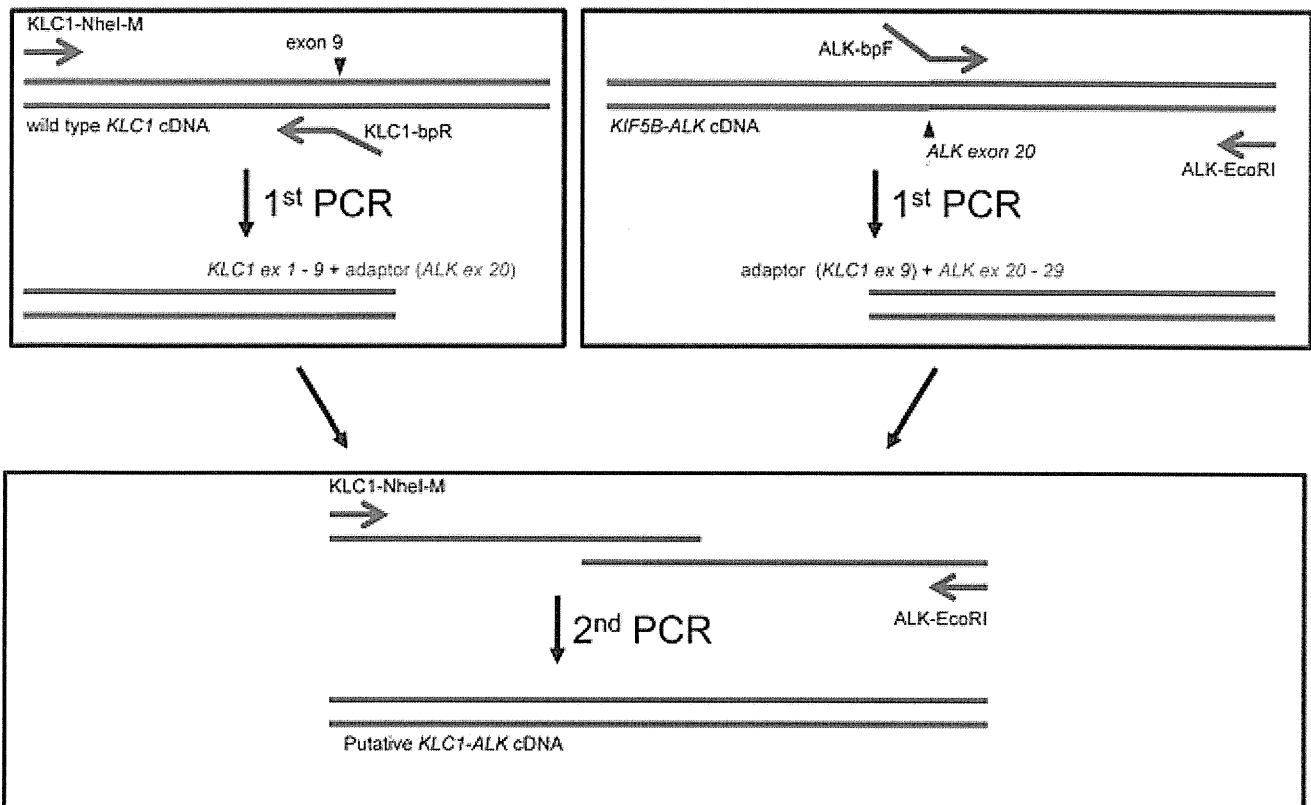 KLC1-NheI-M
exon 9
wild type KLC1 cDNA
KLC1-bpR
1st PCR
KLC1 ex 1 - 9 + adaptor (ALK ex 20)
ALK-bpF
KIF5B-ALK cDNA
ALK exon 20
ALK-EcoRI
1st PCR
adaptor (KLC1 ex 9) + ALK ex 20 - 29
KLC1-NheI-M
ALK-EcoRI
2nd PCR
Putative KLC1-ALK cDNA